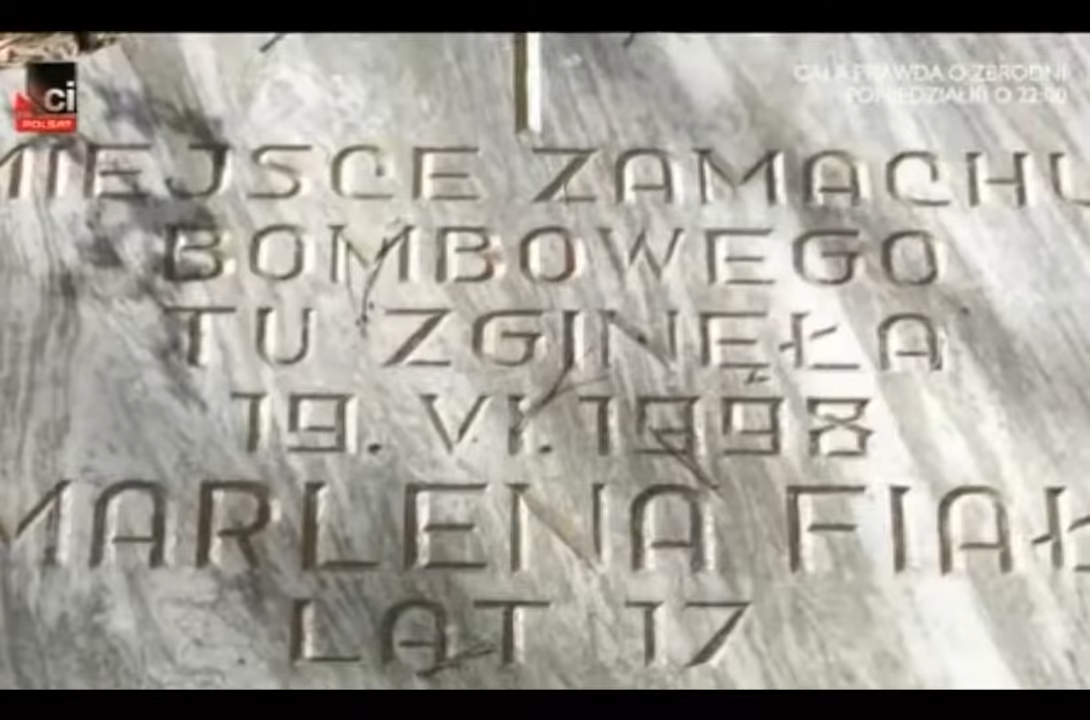 ci
POLSAT
CAŁA PRAWDA O ZBRODNI
PONIEDZIAŁKI O 22:00
MIEJSCE ZAMACHU
BOMBOWEGO
TU ZGINĘŁA
19. VI. 1998
MARLENA FIAŁ
LAT 17